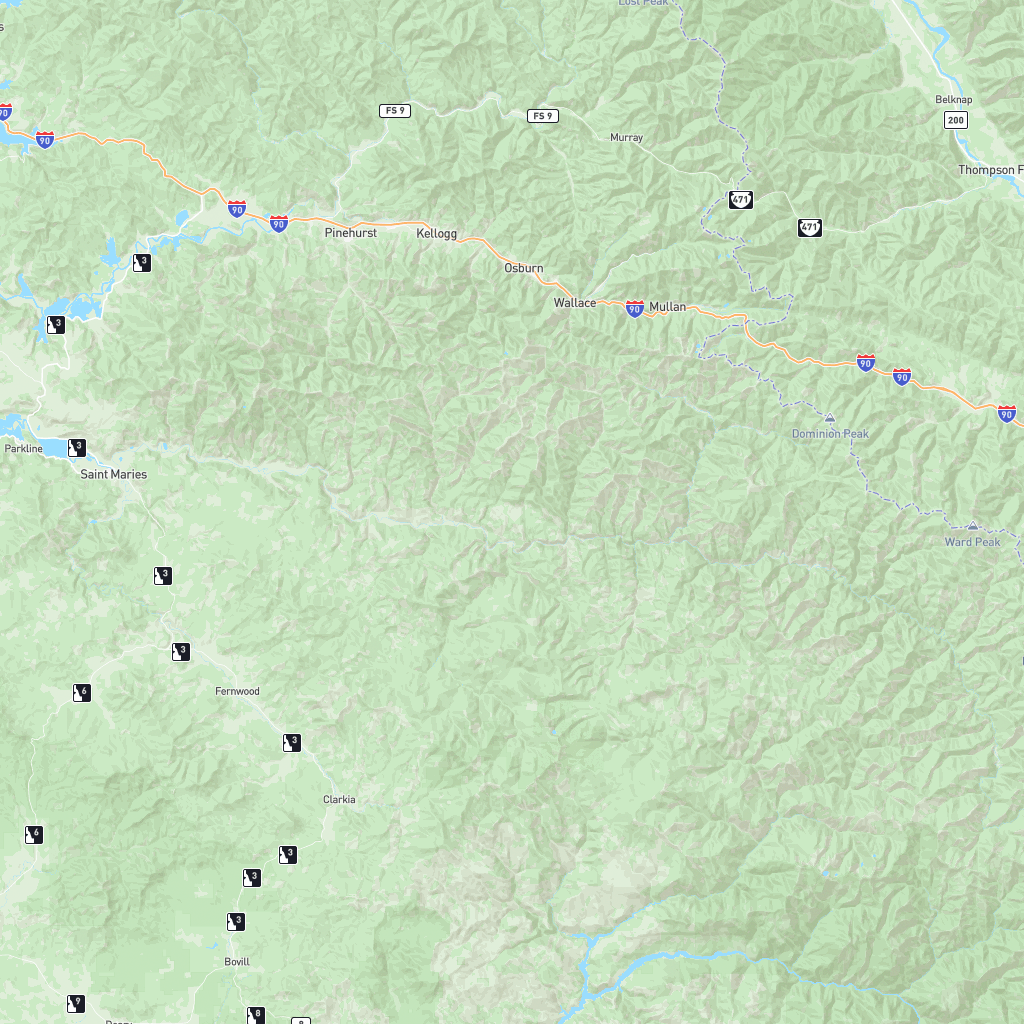 Lost Peak
s
90
FS 9
FS 9
Belknap
200
90
Murray
Thompson F
471
90
90
471
Pinehurst
Kellogg
3
Osburn
Wallace
90
Mullan
3
90
90
90
Dominion Peak
Parkline
3
Saint Maries
Ward Peak
3
3
6
Fernwood
3
Clarkia
6
3
3
3
Bovill
9
8